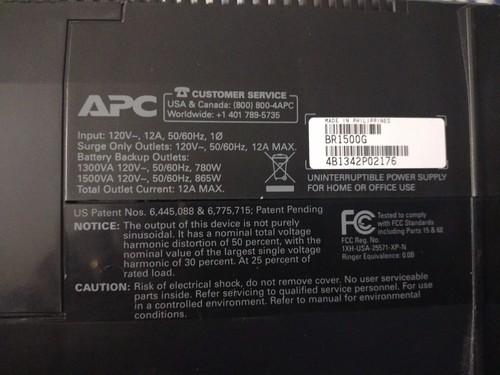 APC
CUSTOMER SERVICE
USA & Canada: (800) 800-4APC
Worldwide: +1 401 789-5735
Input: 120V~, 12A, 50/60Hz, 1Ø
Surge Only Outlets: 120V~, 50/60Hz, 12A MAX.
Battery Backup Outlets:
1300VA 120V~, 50/60Hz, 780W
1500VA 120V~, 50/60Hz, 865W
Total Outlet Current: 12A MAX.
MADE IN PHILIPPINES
BR1500G
4B1342P02176
UNINTERRUPTIBLE POWER SUPPLY
FOR HOME OR OFFICE USE
US Patent Nos. 6,445,088 & 6,775,715; Patent Pending
NOTICE: The output of this device is not purely
sinusoidal. It has a nominal total voltage
harmonic distortion of 50 percent, with the
nominal value of the largest single voltage
harmonic of 30 percent. At 25 percent of
rated load.
FC
Tested to comply
with FCC Standards
including Parts 15 & 68
FCC Reg. No.
1XH-USA-25571-XP-N
Ringer Equivalence: 0.0B
CAUTION: Risk of electrical shock, do not remove cover. No user serviceable
parts inside. Refer servicing to qualified service personnel. For use
in a controlled environment. Refer to manual for environmental
conditions.